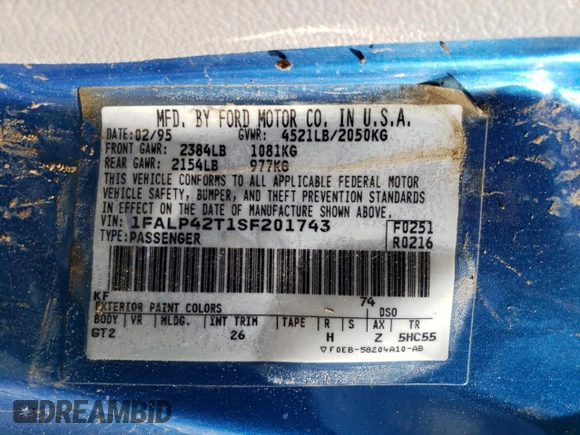 MFD. BY FORD MOTOR CO. IN U.S.A.
DATE: 02/95 GVWR: 4521LB/2050KG
FRONT GAWR: 2384LB 1081KG
REAR GAWR: 2154LB 977KG
THIS VEHICLE CONFORMS TO ALL APPLICABLE FEDERAL MOTOR
VEHICLE SAFETY, BUMPER, AND THEFT PREVENTION STANDARDS
IN EFFECT ON THE DATE OF MANUFACTURE SHOWN ABOVE.
VIN: 1FALP42T1SF201743 F0251
TYPE: PASSENGER R0216
KF 74
EXTERIOR PAINT COLORS DSO
BODY VR MLDG. INT TRIM TAPE R S AX TR
GT2 26 H Z 5HC55
▽F0EB-58204A10-AB
DREAMBID